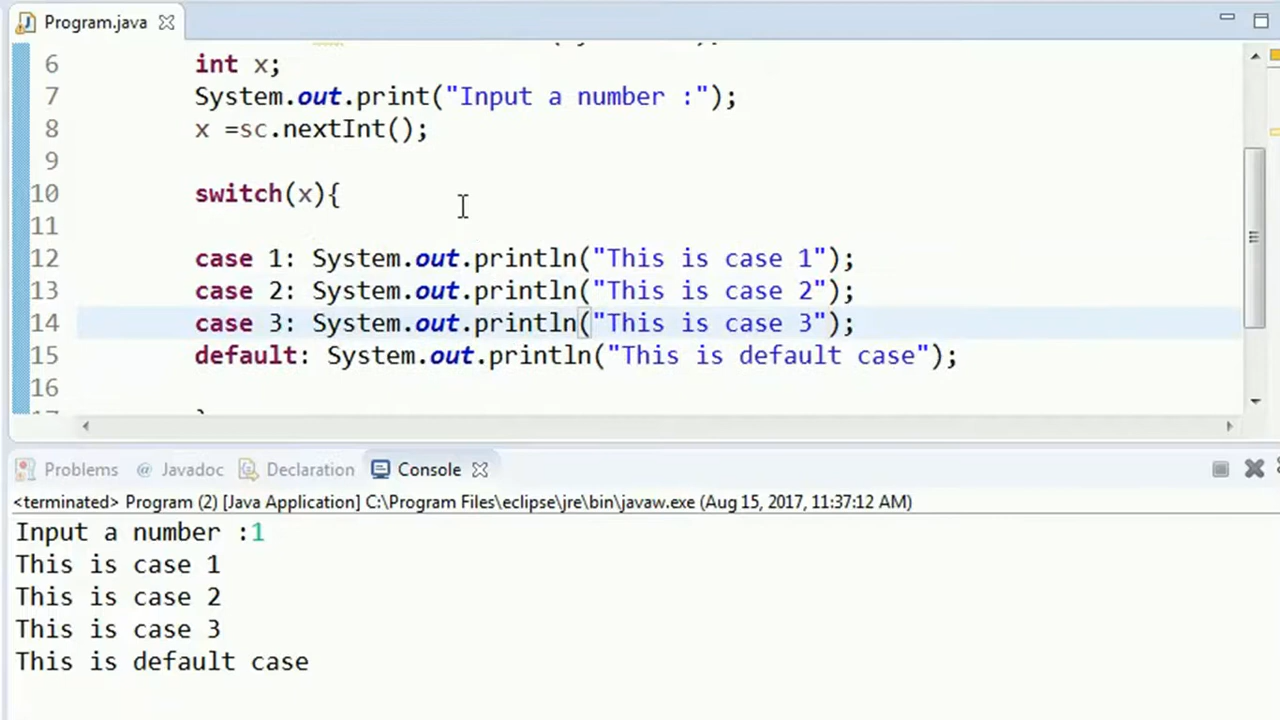 Program.java
6 int x;
7 System.out.print("Input a number :");
8 x =sc.nextInt();
9
10 switch(x){
11
12 case 1: System.out.println("This is case 1");
13 case 2: System.out.println("This is case 2");
14 case 3: System.out.println("This is case 3");
15 default: System.out.println("This is default case");
16
Problems @ Javadoc Declaration Console
<terminated> Program (2) [Java Application] C:\Program Files\eclipse\jre\bin\javaw.exe (Aug 15, 2017, 11:37:12 AM)
Input a number :1
This is case 1
This is case 2
This is case 3
This is default case